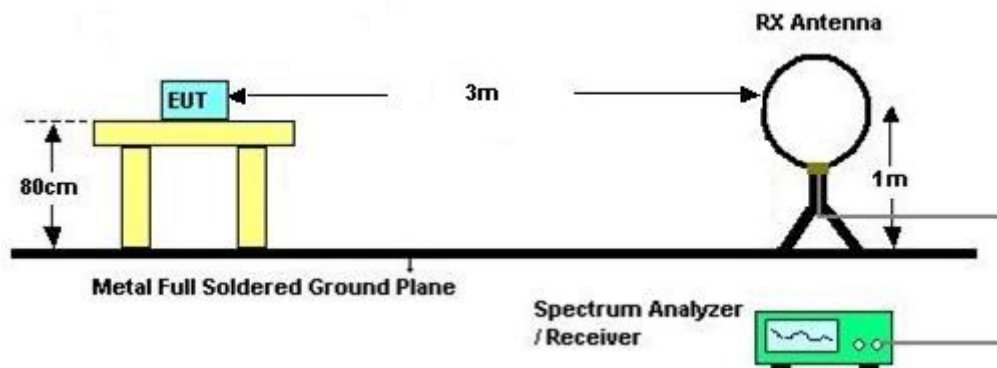 RX Antenna
EUT
3m
80cm
1m
Metal Full Soldered Ground Plane
Spectrum Analyzer
/ Receiver